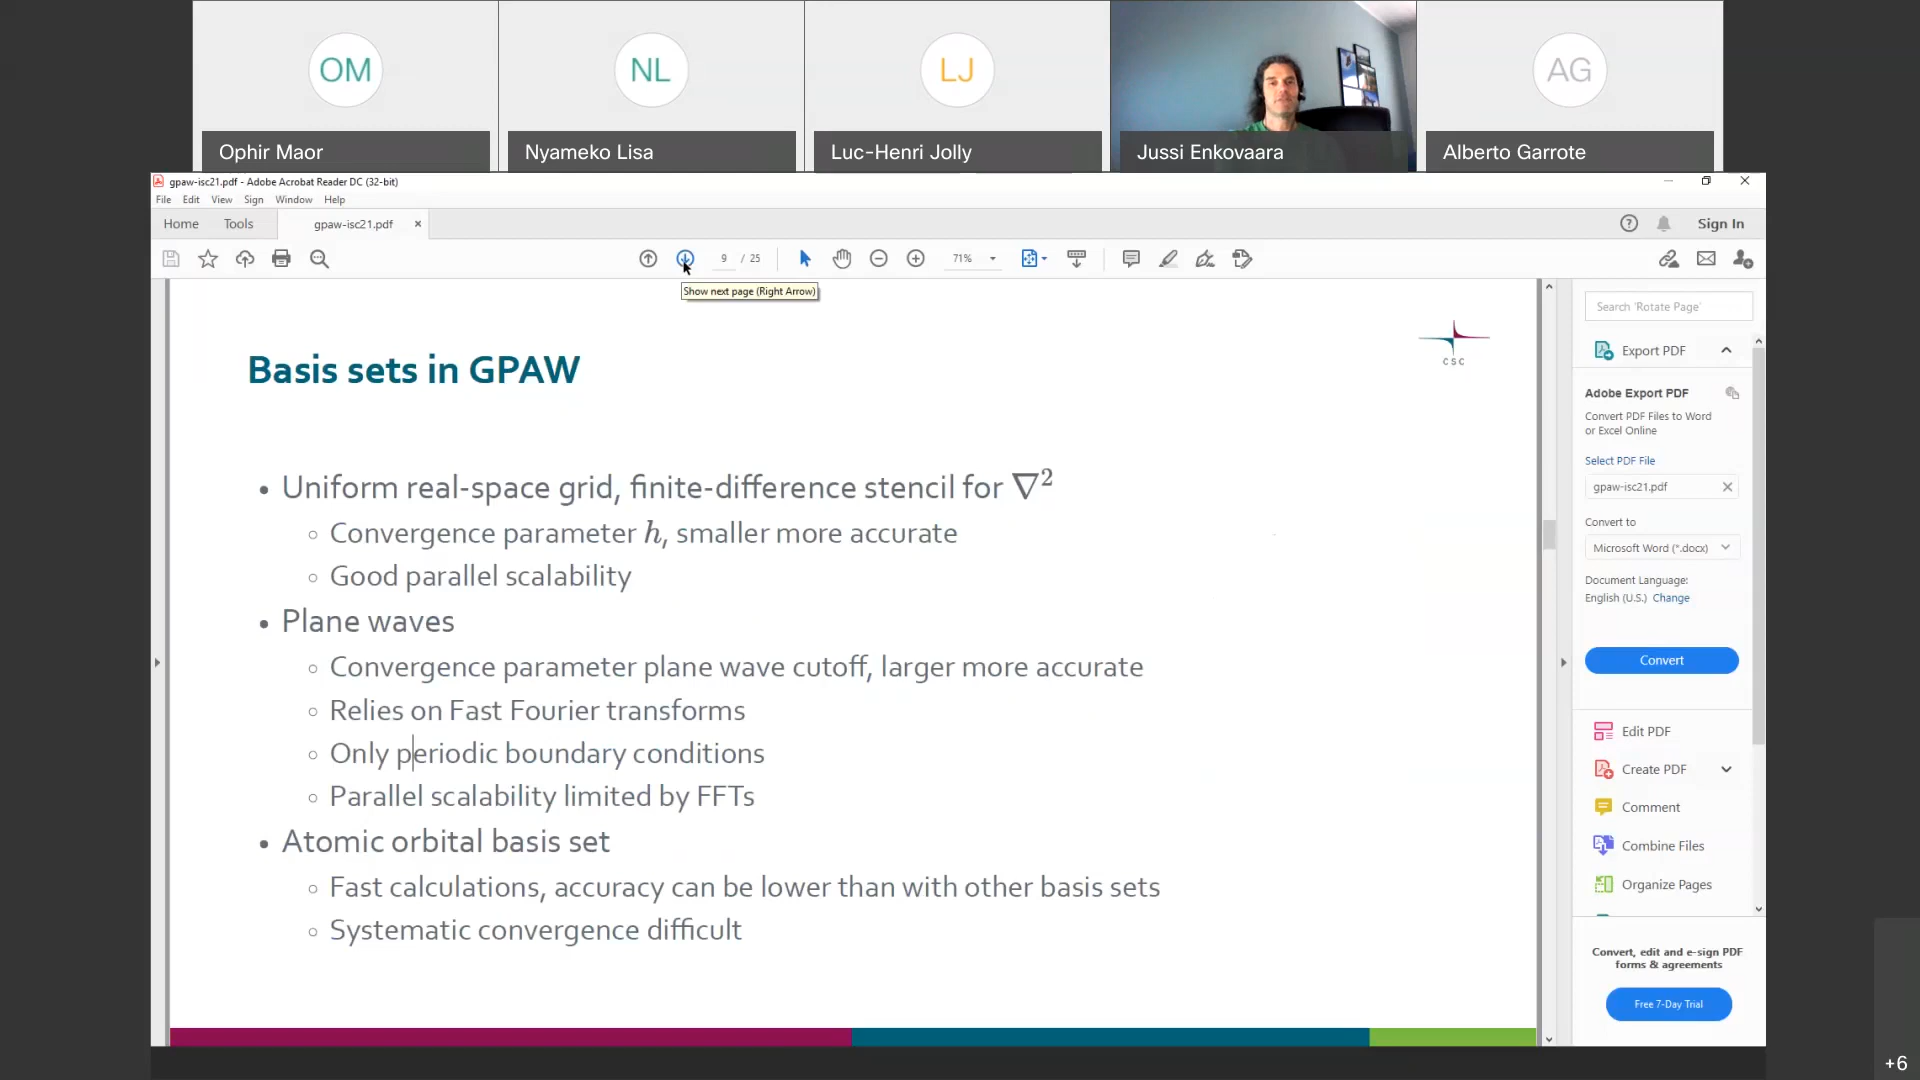 OM
NL
LJ
AG
Ophir Maor
Nyameko Lisa
Luc-Henri Jolly
Jussi Enkovaara
Alberto Garrote
gpaw-isc21.pdf - Adobe Acrobat Reader DC (32-bit)
File Edit View Sign Window Help
Home Tools gpaw-isc21.pdf × Sign In
9 / 25 71%
Show next page (Right Arrow)
Basis sets in GPAW
CSC
• Uniform real-space grid, finite-difference stencil for ∇²
◦ Convergence parameter h, smaller more accurate
◦ Good parallel scalability
• Plane waves
◦ Convergence parameter plane wave cutoff, larger more accurate
◦ Relies on Fast Fourier transforms
◦ Only periodic boundary conditions
◦ Parallel scalability limited by FFTs
• Atomic orbital basis set
◦ Fast calculations, accuracy can be lower than with other basis sets
◦ Systematic convergence difficult
Search 'Rotate Page'
Export PDF
Adobe Export PDF
Convert PDF Files to Word
or Excel Online
Select PDF File
gpaw-isc21.pdf
Convert to
Microsoft Word (*.docx)
Document Language:
English (U.S.) Change
Convert
Edit PDF
Create PDF
Comment
Combine Files
Organize Pages
Convert, edit and e-sign PDF
forms & agreements
Free 7-Day Trial
+6